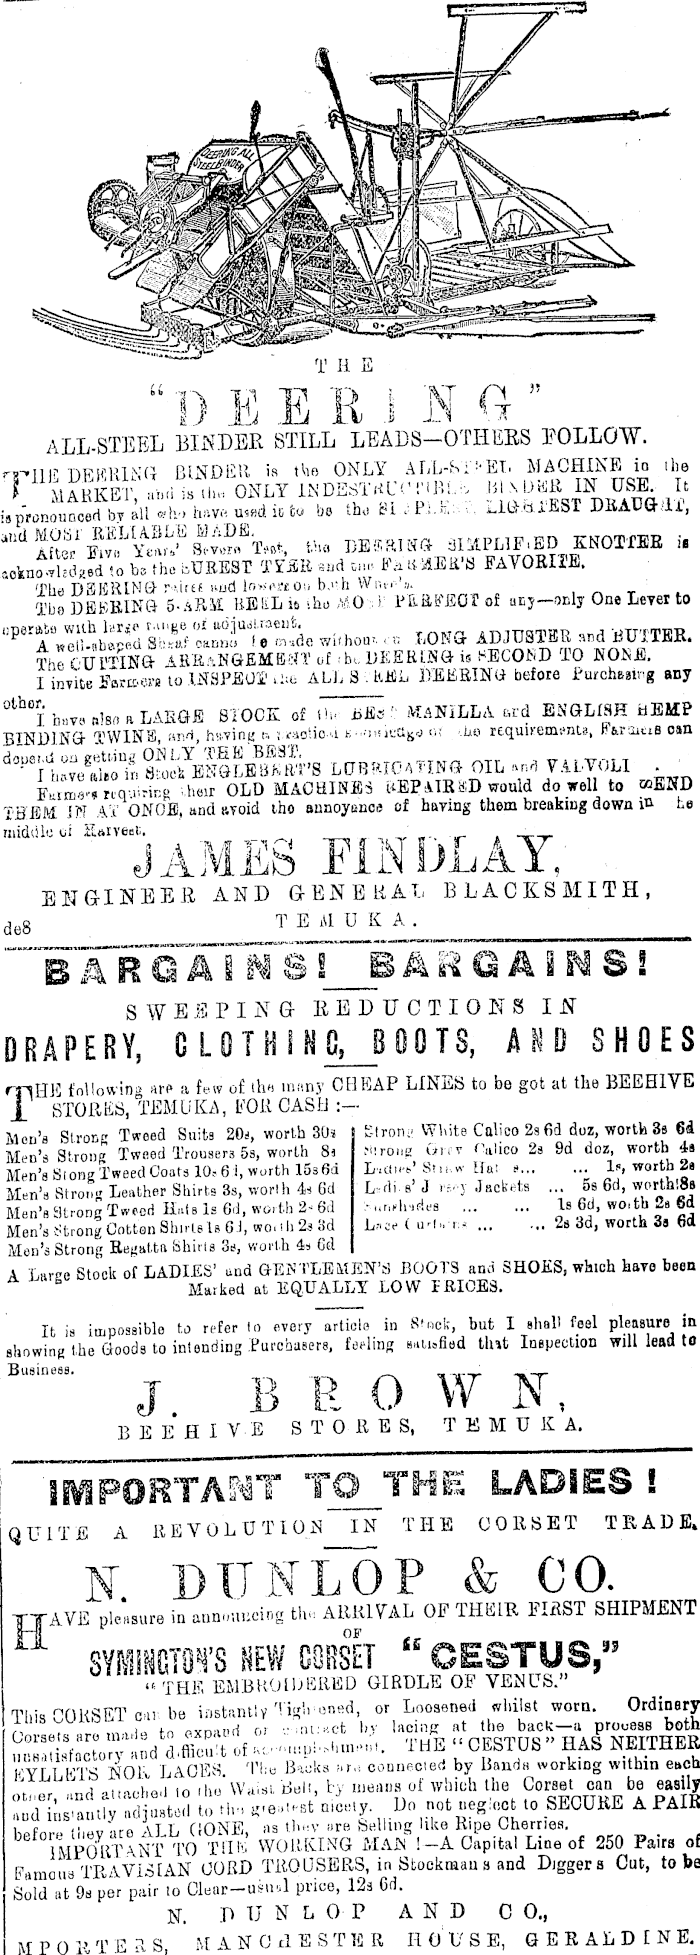 DEERING ALL
STEEL BINDER
THE
"DEERING"
ALL-STEEL BINDER STILL LEADS—OTHERS FOLLOW.
THE DEERING BINDER is the ONLY ALL-STEEL MACHINE in the
MARKET, and is the ONLY INDESTRUCTIBLE BINDER IN USE. It
is pronounced by all who have used it to be the SIMPLEST, LIGHTEST DRAUGHT,
and MOST RELIABLE MADE.
After Five Years' Severe Test, the DEERING SIMPLIFIED KNOTTER is
acknowledged to be the SUREST TYER and the FARMER'S FAVORITE.
The DEERING raises and lowers on both Wheels.
The DEERING 5-ARM REEL is the MOST PERFECT of any—only One Lever to
operate with large range of adjustment.
A well-shaped Sheaf cannot be made without LONG ADJUSTER and BUTTER.
The CUTTING ARRANGEMENT of the DEERING is SECOND TO NONE.
I invite Farmers to INSPECT the ALL STEEL DEERING before Purchasing any
other.
I have also a LARGE STOCK of the BEST MANILLA and ENGLISH HEMP
BINDING TWINE, and, having a practical knowledge of the requirements, Farmers can
depend on getting ONLY THE BEST.
I have also in Stock ENGLEBERT'S LUBRICATING OIL and VALVOLI
Farmers requiring their OLD MACHINES REPAIRED would do well to SEND
THEM IN AT ONCE, and avoid the annoyance of having them breaking down in he
middle of Harvest.
JAMES FINDLAY,
ENGINEER AND GENERAL BLACKSMITH,
de8 TEMUKA.
BARGAINS! BARGAINS!
SWEEPING REDUCTIONS IN
DRAPERY, CLOTHING, BOOTS, AND SHOES
THE following are a few of the many CHEAP LINES to be got at the BEEHIVE
STORES, TEMUKA, FOR CASH :—
Men's Strong Tweed Suits 20s, worth 30s
Men's Strong Tweed Trousers 5s, worth 8s
Men's Stong Tweed Coats 10s 6d, worth 15s 6d
Men's Strong Leather Shirts 3s, worth 4s 6d
Men's Strong Tweed Hats 1s 6d, worth 2s 6d
Men's Strong Cotton Shirts 1s 6d, worth 2s 3d
Men's Strong Regatta Shirts 3s, worth 4s 6d
Strong White Calico 2s 6d doz, worth 3s 6d
Strong Grey Calico 2s 9d doz, worth 4s
Ladies' Straw Hats... ... 1s, worth 2s
Ladies' Jersey Jackets ... 5s 6d, worth 8s
Sunshades ... ... 1s 6d, worth 2s 6d
Lace Curtains ... ... 2s 3d, worth 3s 6d
A Large Stock of LADIES' and GENTLEMEN'S BOOTS and SHOES, which have been
Marked at EQUALLY LOW PRICES.
It is impossible to refer to every article in Stock, but I shall feel pleasure in
showing the Goods to intending Purchasers, feeling satisfied that Inspection will lead to
Business.
J. BROWN,
BEEHIVE STORES, TEMUKA.
IMPORTANT TO THE LADIES!
QUITE A REVOLUTION IN THE CORSET TRADE.
N. DUNLOP & CO.
HAVE pleasure in announcing the ARRIVAL OF THEIR FIRST SHIPMENT
OF
SYMINGTON'S NEW CORSET "CESTUS,"
"THE EMBROIDERED GIRDLE OF VENUS."
This CORSET can be instantly Tightened, or Loosened whilst worn. Ordinary
Corsets are made to expand or contract by lacing at the back—a process both
unsatisfactory and difficult of accomplishment. THE "CESTUS" HAS NEITHER
EYLLETS NOR LACES. The Backs are connected by Bands working within each
other, and attached to the Waist Belt, by means of which the Corset can be easily
and instantly adjusted to the greatest nicety. Do not neglect to SECURE A PAIR
before they are ALL GONE, as they are Selling like Ripe Cherries.
IMPORTANT TO THE WORKING MAN!—A Capital Line of 250 Pairs of
Famous TRAVISIAN CORD TROUSERS, in Stockmans and Diggers Cut, to be
Sold at 9s per pair to Clear—usual price, 12s 6d.
N. DUNLOP AND CO.,
MPORTERS, MANCHESTER HOUSE, GERALDINE.